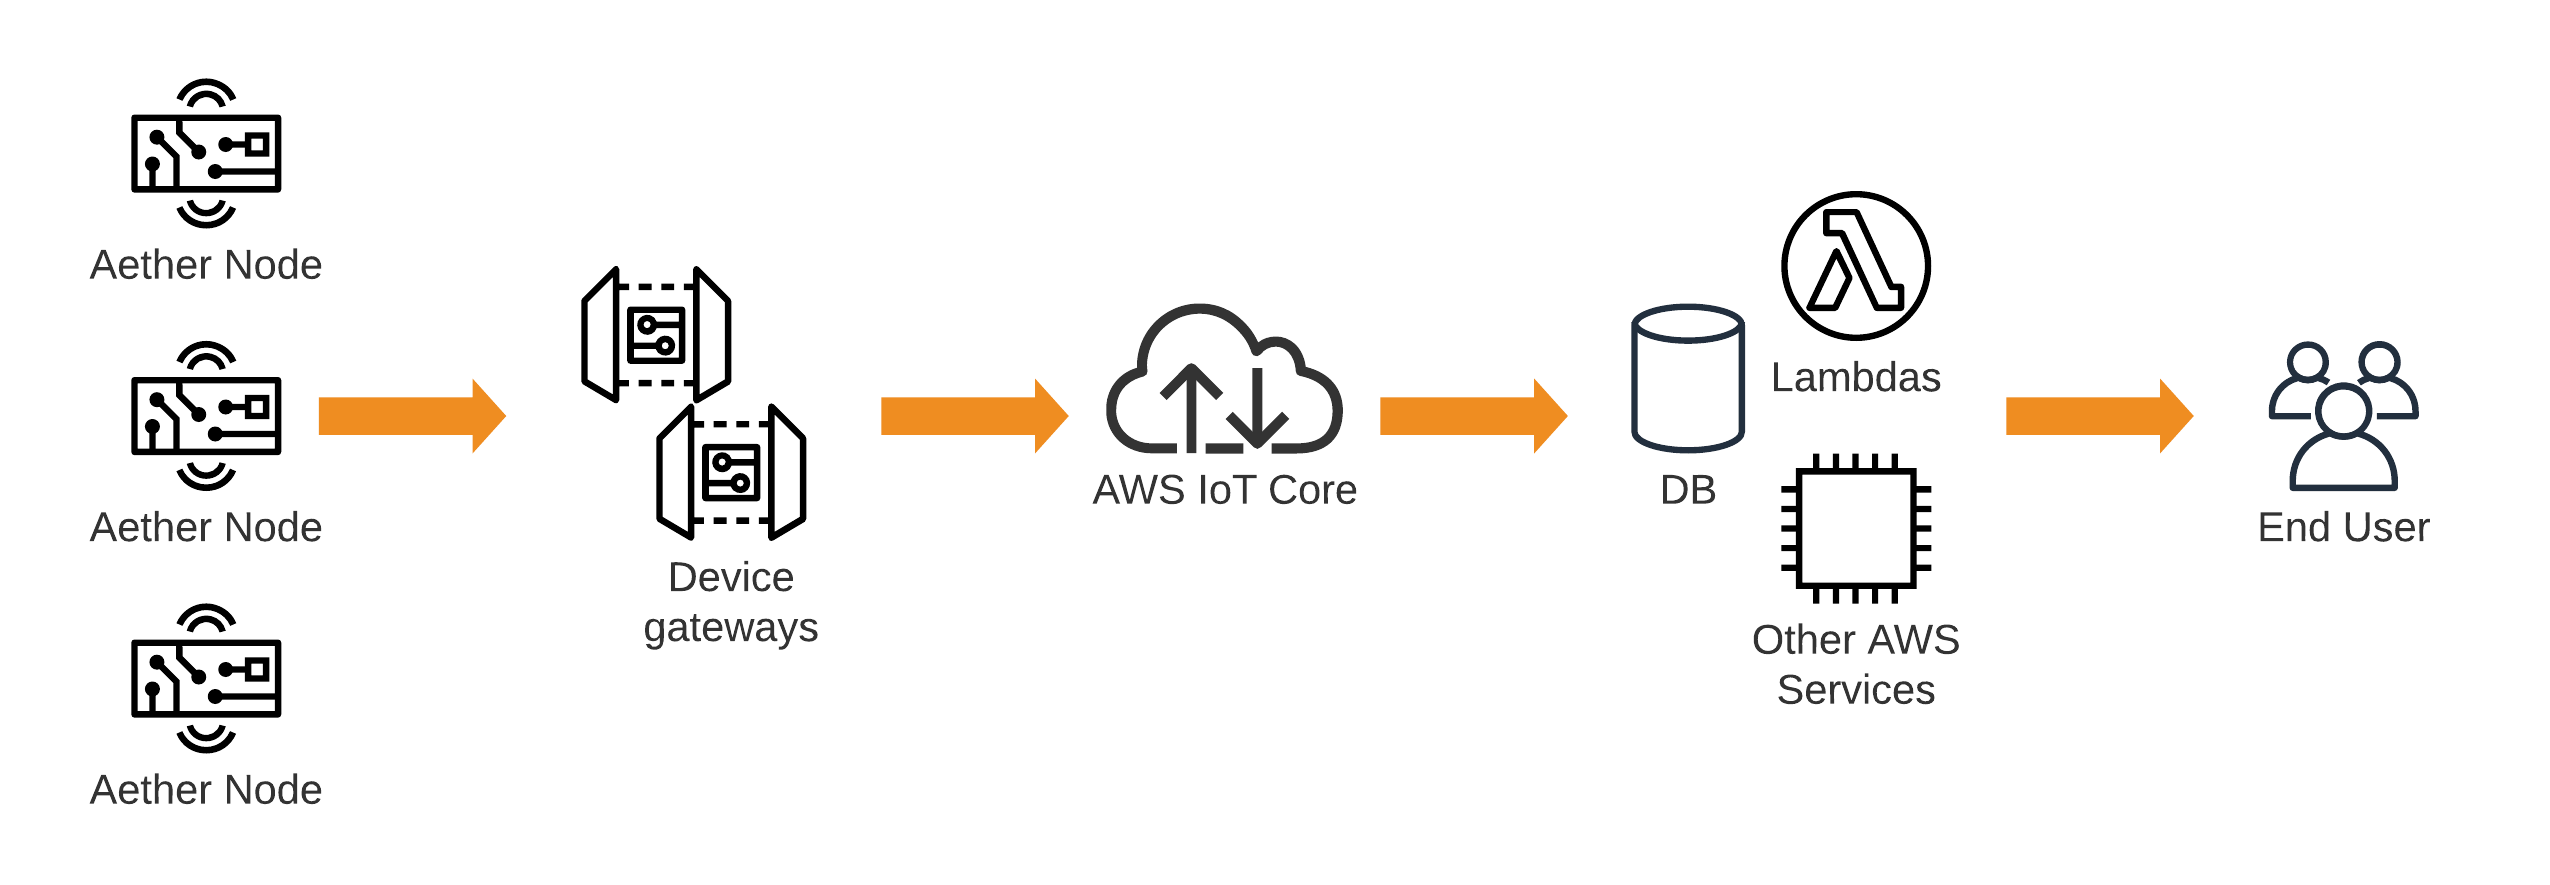 Aether Node
Aether Node
Aether Node
Device
gateways
AWS IoT Core
DB
Lambdas
Other AWS
Services
End User